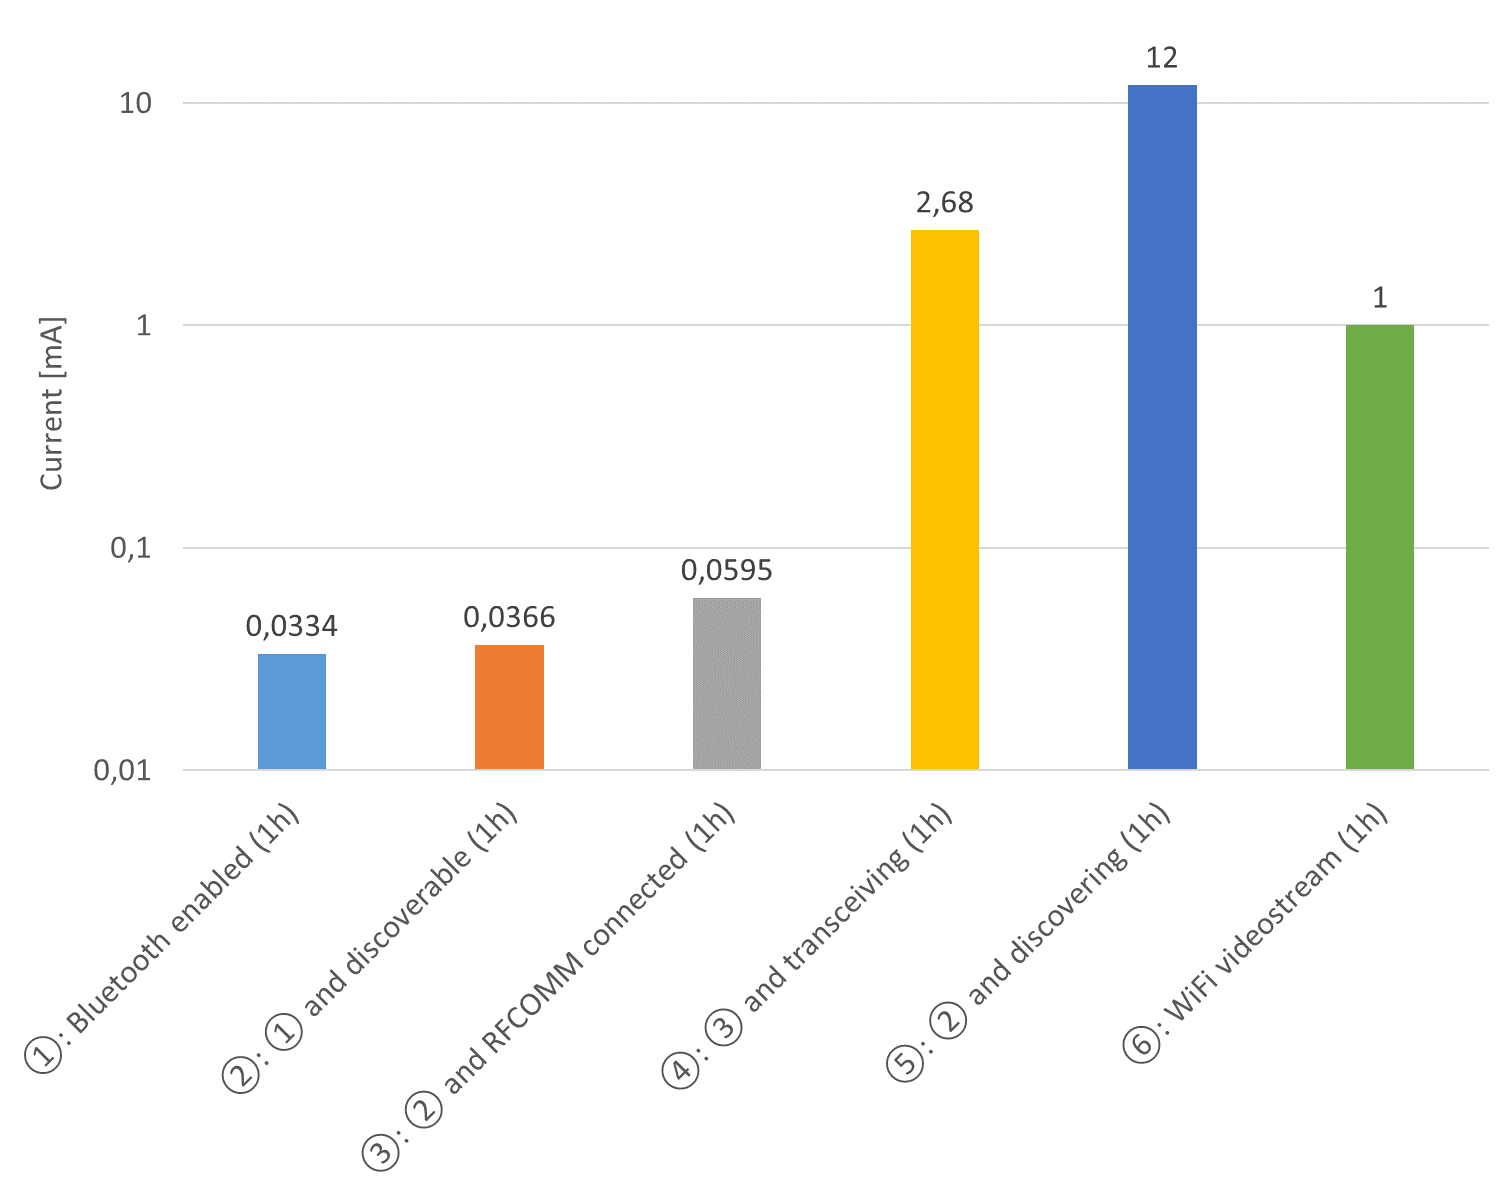 12
10
2,68
1
1
Current [mA]
0,1
0,0595
0,0366
0,0334
0,01
①: Bluetooth enabled (1h)
②: ① and discoverable (1h)
③: ② and RFCOMM connected (1h)
④: ③ and transceiving (1h)
⑤: ② and discovering (1h)
⑥: WiFi videostream (1h)